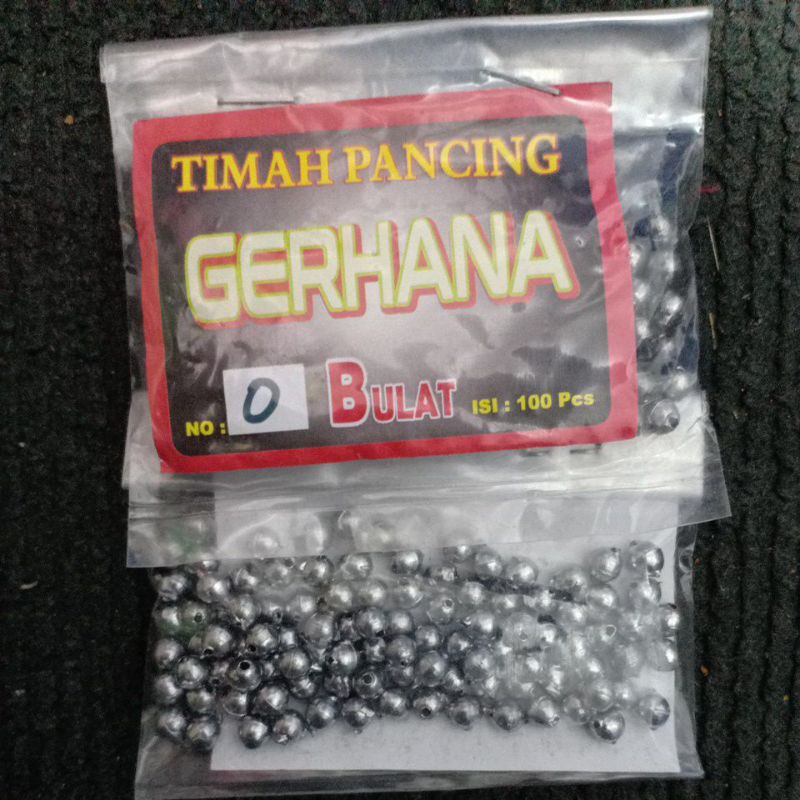 TIMAH PANCING
GERHANA
NO : 0 BULAT ISI : 100 Pcs